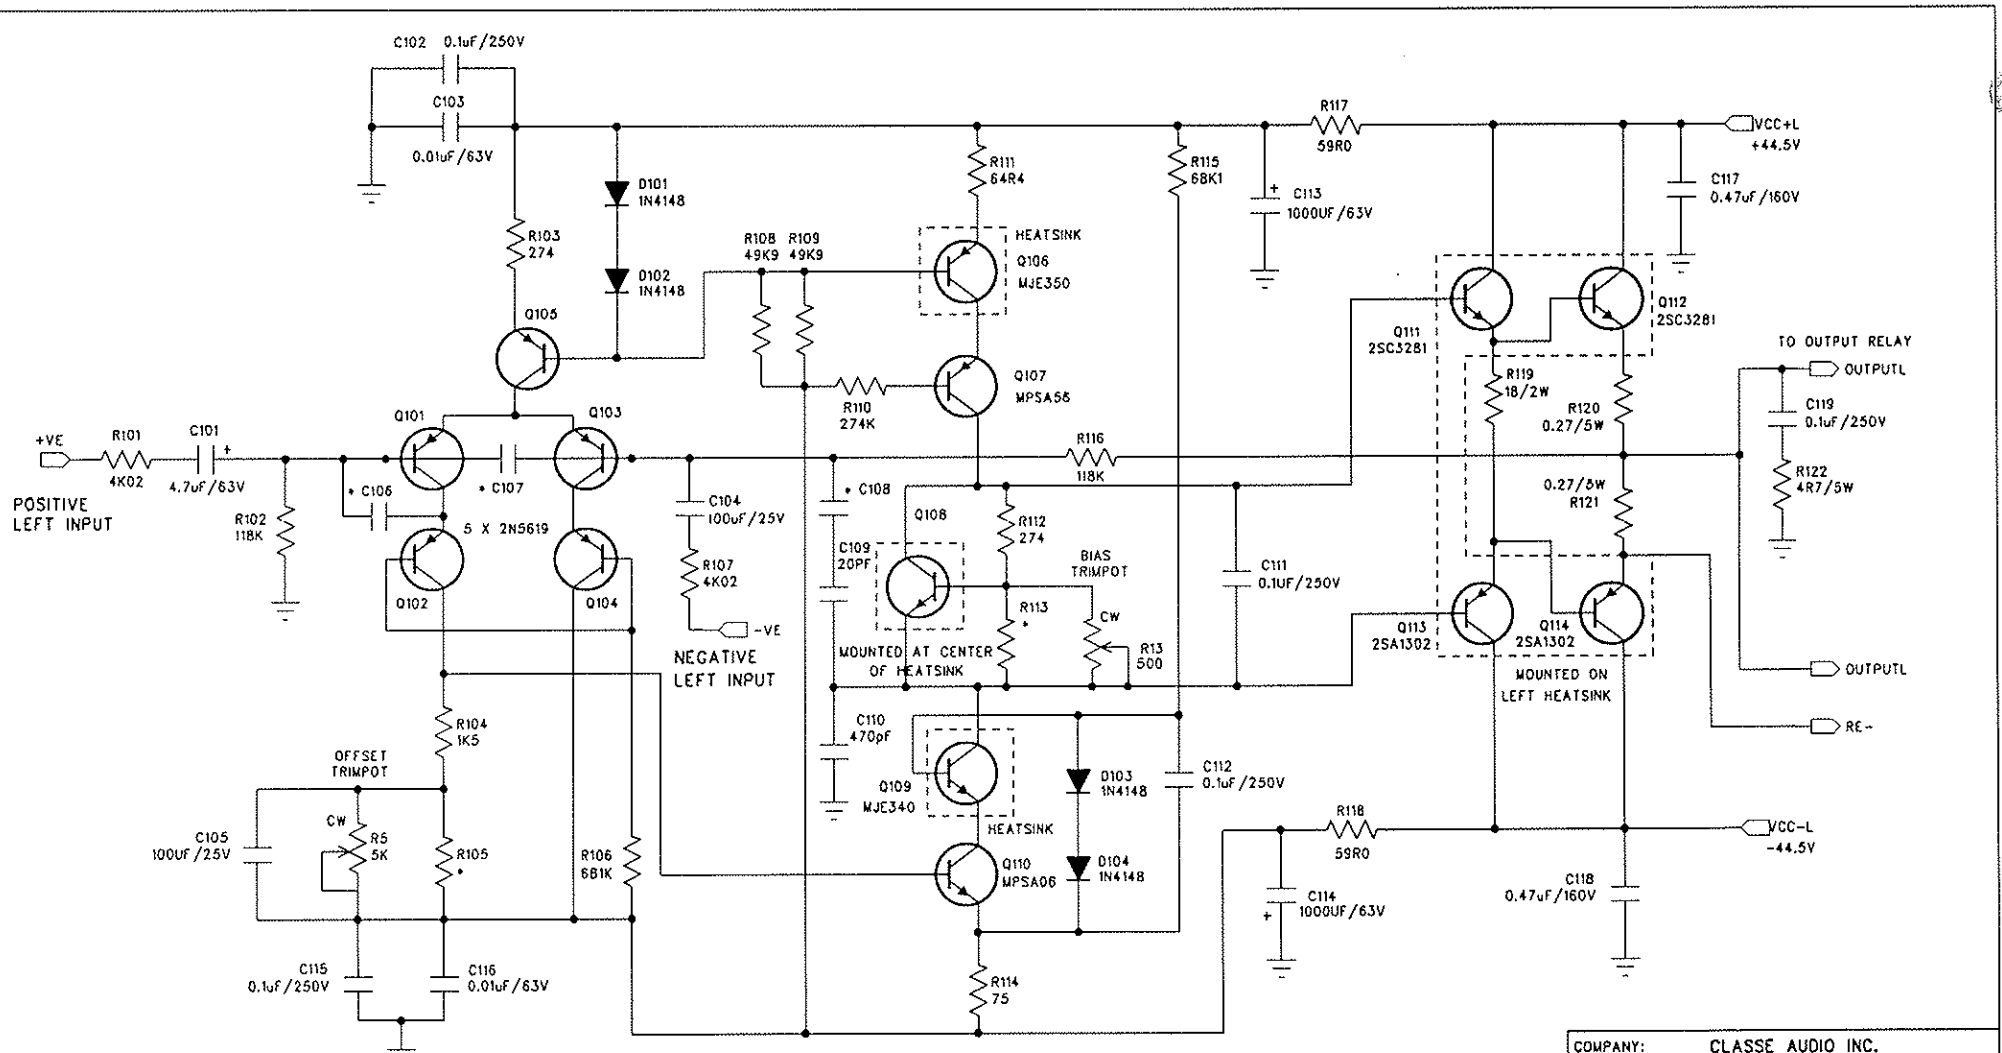 C102 0.1uF/250V
C103
0.01uF/63V
D101
1N4148
R103
274
D102
1N4148
Q105
R108 R109
49K9 49K9
R111
64R4
HEATSINK
Q106
MJE350
R115
68K1
C113
+
1000UF/63V
R117
59R0
VCC+L
+44.5V
C117
0.47uF/160V
Q111
2SC3281
Q112
2SC3281
TO OUTPUT RELAY
OUTPUTL
R119
18/2W
R120
0.27/5W
C119
0.1uF/250V
R122
4R7/5W
+VE
R101
4K02
C101
+
4.7uF/63V
POSITIVE
LEFT INPUT
R102
118K
Q101
Q103
* C106
* C107
5 X 2N5619
Q102
Q104
C104
100uF/25V
R107
4K02
-VE
NEGATIVE
LEFT INPUT
R110
274K
Q107
MPSA56
R116
118K
* C108
C109
20PF
Q108
R112
274
BIAS
TRIMPOT
R113
*
CW
R13
500
C111
0.1UF/250V
MOUNTED AT CENTER
OF HEATSINK
0.27/5W
R121
Q113
2SA1302
Q114
2SA1302
MOUNTED ON
LEFT HEATSINK
OUTPUTL
RE-
R104
1K5
OFFSET
TRIMPOT
CW
R5
5K
C105
100UF/25V
R105
*
R106
681K
C110
470pF
Q109
MJE340
HEATSINK
D103
1N4148
C112
0.1uF/250V
Q110
MPSA06
D104
1N4148
R118
59R0
VCC-L
-44.5V
C114
+
1000UF/63V
C118
0.47uF/160V
C115
0.1uF/250V
C116
0.01uF/63V
R114
75
COMPANY: CLASSE AUDIO INC.